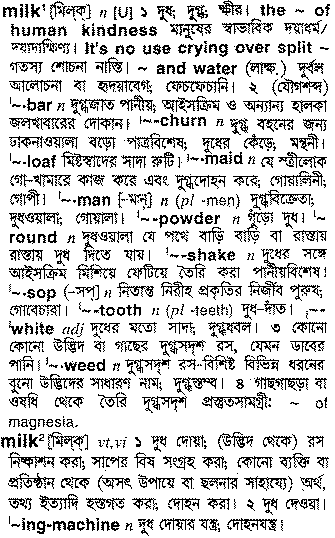 milk¹ [মিল্‌ক্‌] n [U] ১ দুধ; দুগ্ধ, ক্ষীর। the ~ of
human kindness মানুষের স্বাভাবিক দয়াধর্ম/
দয়াদাক্ষিণ্য। It's no use crying over split ~
গতস্য শোচনা নাস্তি। ~ and water (লাক্ষ.) দুর্বল
আলোচনা বা হৃদয়াবেগ; ফেচফেচানি। ২ (যৌগশব্দ)
ˈ~-bar n দুগ্ধজাত পানীয়, আইসক্রিম ও অন্যান্য হালকা
জলখাবারের দোকান। ˈ~-churn n দুগ্ধ বহনের জন্য
ঢাকনাওয়ালা বড়ো পাত্রবিশেষ; দুধের কেঁড়ে, মন্থনী।
ˈ~-loaf মিষ্টস্বাদের সাদা রুটি। ˈ~-maid n যে স্ত্রীলোক
গো-খামারে কাজ করে এবং দুগ্ধদোহন করে; গোয়ালিনী;
গোপী। ˈ~-man [-মান্‌] n (pl -men) দুগ্ধবিক্রেতা;
দুধওয়ালা; গোয়ালা। ˈ~-powder n গুঁড়ো দুধ। ˈ~-
round n দুধওয়ালা যে পথে বাড়ি বাড়ি বা রাস্তায়
রাস্তায় দুধ দিতে যায়। ˈ~-shake n দুধের সঙ্গে
আইসক্রিম মিশিয়ে ফেটিয়ে তৈরি করা পানীয়বিশেষ।
ˈ~-sop [-সপ্‌] n নিতান্ত নিরীহ প্রকৃতির নির্জীব পুরুষ;
গোবেচারা। ˈ~-tooth n (pl -teeth) দুধ-দাঁত। ˈ~-
white adj দুধের মতো সাদা; দুগ্ধধবল। ৩ কোনো
কোনো উদ্ভিদ বা গাছের দুগ্ধসদৃশ রস, যেমন ডাবের
পানি। ˈ~-weed n দুগ্ধসদৃশ রস-বিশিষ্ট বিভিন্ন ধরনের
বুনো উদ্ভিদের সাধারণ নাম; দুগ্ধস্তম্ব। ৪ গাছগাছড়া বা
ওষধি থেকে তৈরি দুগ্ধসদৃশ প্রস্তুতসামগ্রী: ~ of
magnesia.
milk² [মিল্‌ক্‌] vt,vi ১ দুধ দোয়া; (উদ্ভিদ থেকে) রস
নিষ্কাশন করা; সাপের বিষ সংগ্রহ করা; কোনো ব্যক্তি বা
প্রতিষ্ঠান থেকে (অসৎ উপায়ে বা ছলনার সাহায্যে) অর্থ,
তথ্য ইত্যাদি হস্তগত করা; দোহন করা। ২ দুধ দেওয়া।
ˈ~ing-machine n দুধ দোয়ার যন্ত্র; দোহনযন্ত্র।